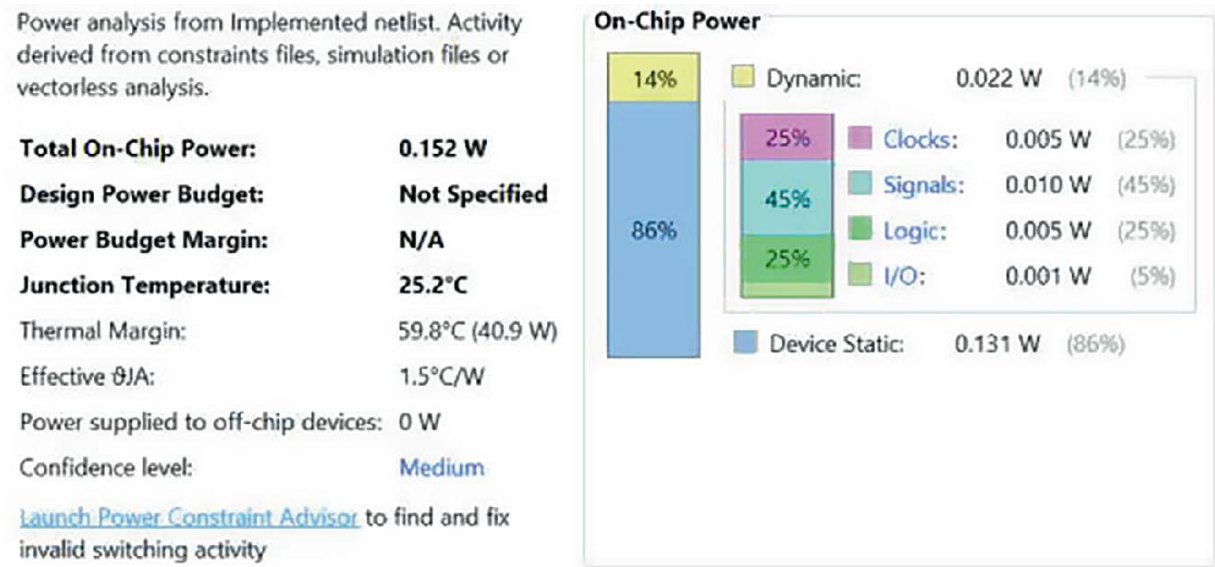 Power analysis from Implemented netlist. Activity
derived from constraints files, simulation files or
vectorless analysis.
Total On-Chip Power: 0.152 W
Design Power Budget: Not Specified
Power Budget Margin: N/A
Junction Temperature: 25.2°C
Thermal Margin: 59.8°C (40.9 W)
Effective ϑJA: 1.5°C/W
Power supplied to off-chip devices: 0 W
Confidence level: Medium
Launch Power Constraint Advisor to find and fix
invalid switching activity
On-Chip Power
14%
86%
Dynamic: 0.022 W (14%)
25%
45%
25%
Clocks: 0.005 W (25%)
Signals: 0.010 W (45%)
Logic: 0.005 W (25%)
I/O: 0.001 W (5%)
Device Static: 0.131 W (86%)